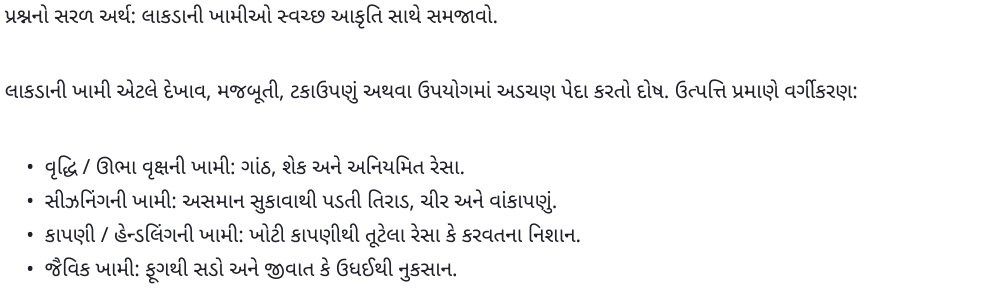 પ્રશ્નનો સરળ અર્થ: લાકડાની ખામીઓ સ્વચ્છ આકૃતિ સાથે સમજાવો.
લાકડાની ખામી એટલે દેખાવ, મજબૂતી, ટકાઉપણું અથવા ઉપયોગમાં અડચણ પેદા કરતો દોષ. ઉત્પત્તિ પ્રમાણે વર્ગીકરણ:
• વૃદ્ધિ / ઊભા વૃક્ષની ખામી: ગાંઠ, શેક અને અનિયમિત રેસા.
• સીઝનિંગની ખામી: અસમાન સુકાવાથી પડતી તિરાડ, ચીર અને વાંકાપણું.
• કાપણી / હેન્ડલિંગની ખામી: ખોટી કાપણીથી તૂટેલા રેસા કે કરવતના નિશાન.
• જૈવિક ખામી: ફૂગથી સડો અને જીવાત કે ઉધઈથી નુકસાન.